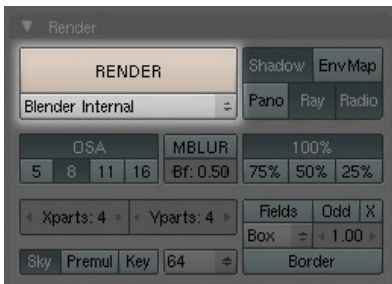 Render
RENDER
Blender Internal
Shadow EnvMap
Pano Ray Radio
OSA
5 8 11 16
MBLUR
Bf: 0.50
100%
75% 50% 25%
Xparts: 4 Yparts: 4
Fields Odd X
Box 1.00
Sky Premul Key 64
Border